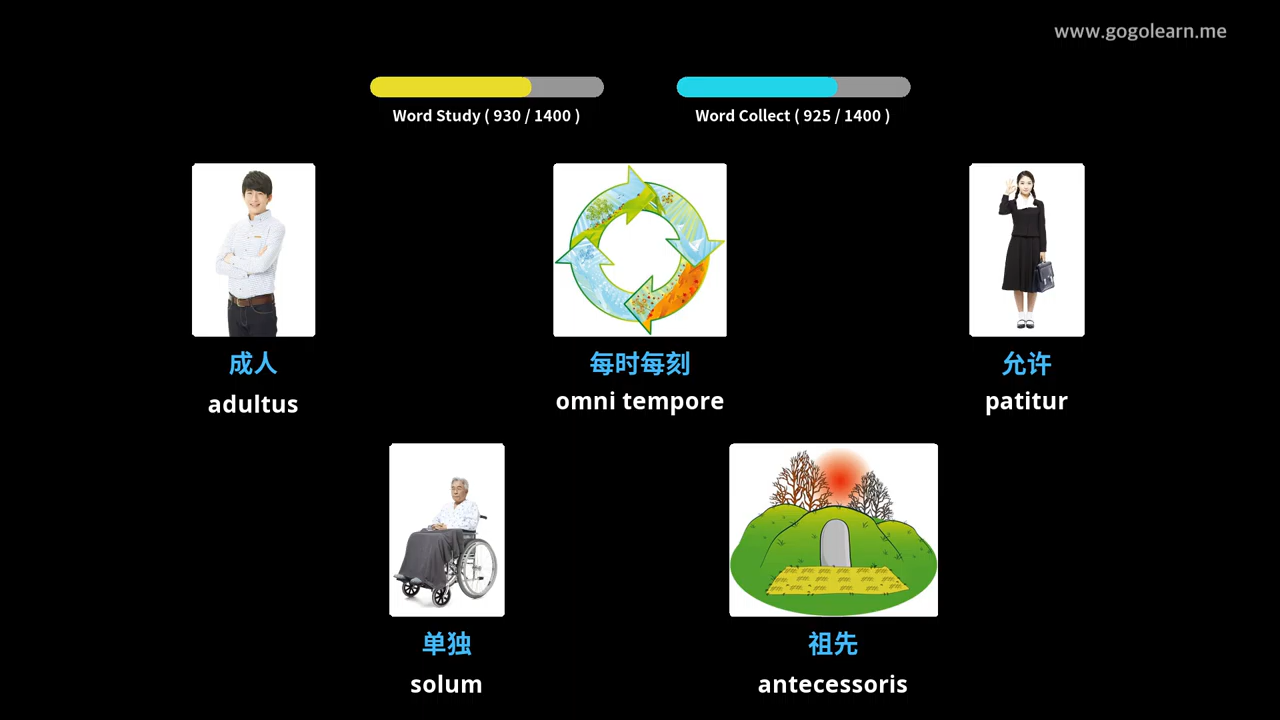 www.gogolearn.me
Word Study ( 930 / 1400 )
Word Collect ( 925 / 1400 )
成人
每时每刻
允许
adultus
omni tempore
patitur
单独
祖先
solum
antecessoris